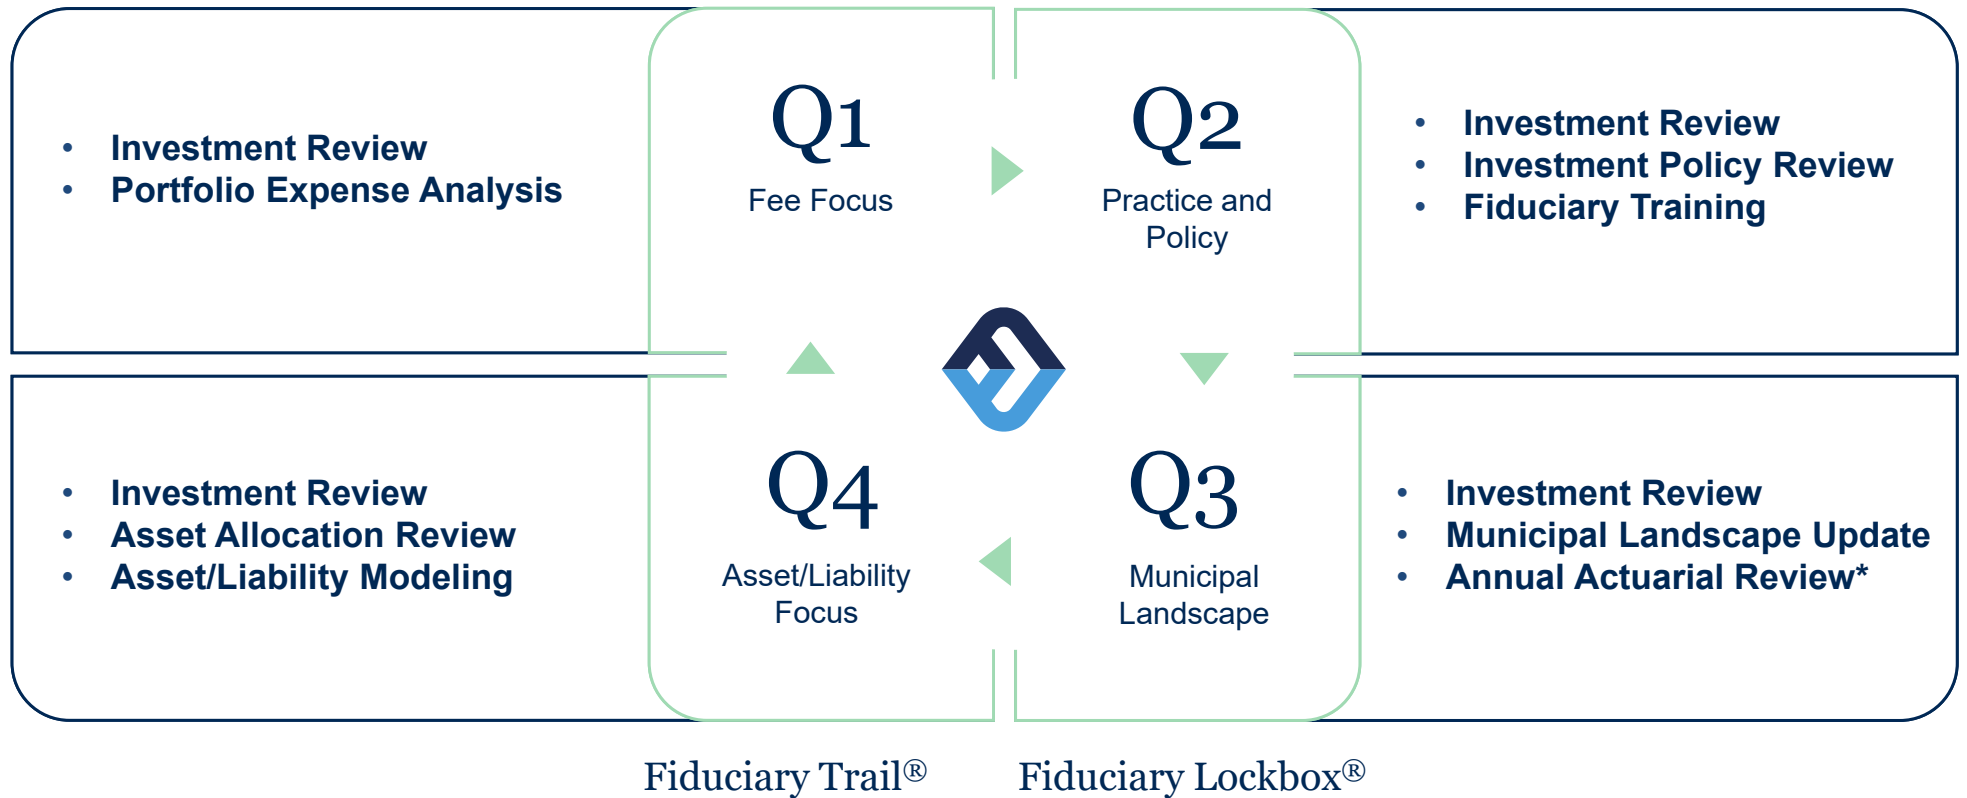 • Investment Review
• Portfolio Expense Analysis
Q1
Fee Focus
Q2
Practice and
Policy
• Investment Review
• Investment Policy Review
• Fiduciary Training
• Investment Review
• Asset Allocation Review
• Asset/Liability Modeling
Q4
Asset/Liability
Focus
Q3
Municipal
Landscape
• Investment Review
• Municipal Landscape Update
• Annual Actuarial Review*
Fiduciary Trail®
Fiduciary Lockbox®